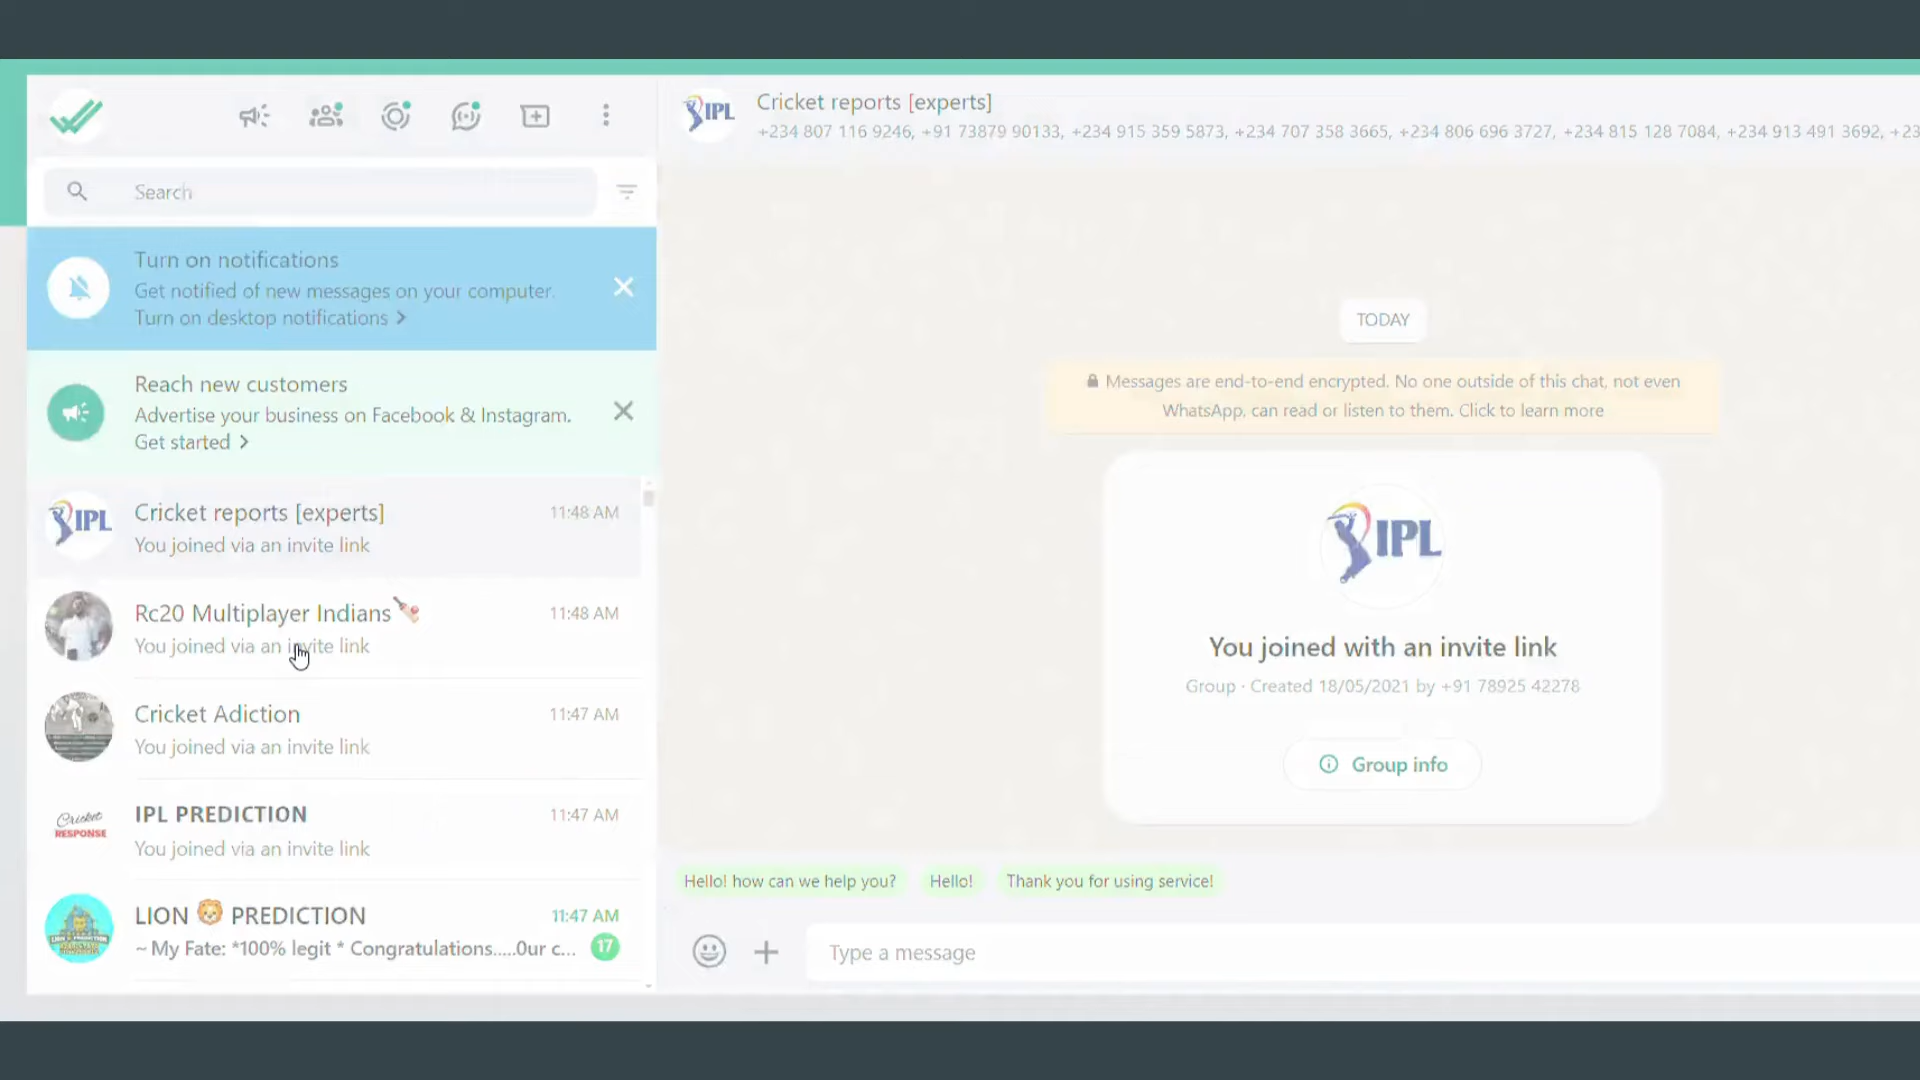 IPL
Cricket reports [experts]
+234 807 116 9246, +91 73879 90133, +234 915 359 5873, +234 707 358 3665, +234 806 696 3727, +234 815 128 7084, +234 913 491 3692, +23
Search
Turn on notifications
Get notified of new messages on your computer.
Turn on desktop notifications >
Reach new customers
Advertise your business on Facebook & Instagram.
Get started >
IPL
Cricket reports [experts]
11:48 AM
You joined via an invite link
Rc20 Multiplayer Indians🏏
11:48 AM
You joined via an invite link
Cricket Adiction
11:47 AM
You joined via an invite link
Cricket
RESPONSE
IPL PREDICTION
11:47 AM
You joined via an invite link
LION 🦁 PREDICTION
11:47 AM
~ My Fate: *100% legit * Congratulations.....0ur c...
17
TODAY
Messages are end-to-end encrypted. No one outside of this chat, not even
WhatsApp, can read or listen to them. Click to learn more
IPL
You joined with an invite link
Group · Created 18/05/2021 by +91 78925 42278
Group info
Hello! how can we help you?
Hello!
Thank you for using service!
Type a message